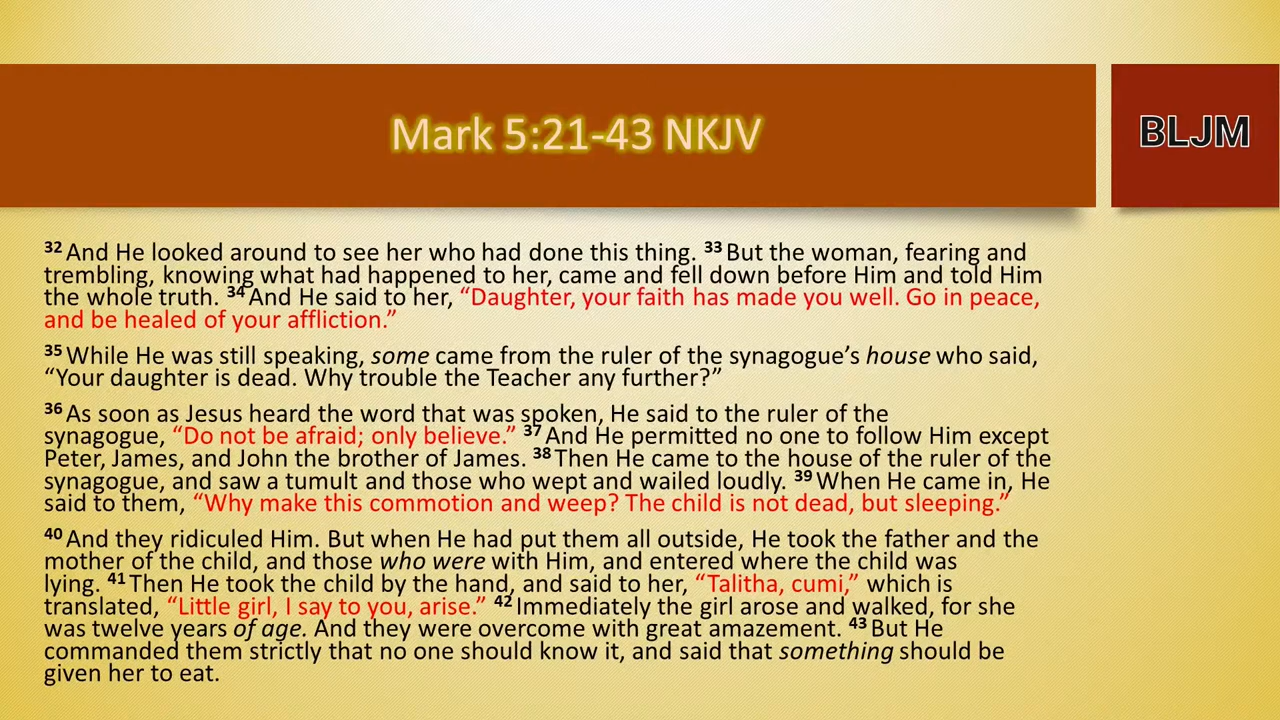 Mark 5:21-43 NKJV
BLJM
32 And He looked around to see her who had done this thing. 33 But the woman, fearing and
trembling, knowing what had happened to her, came and fell down before Him and told Him
the whole truth. 34 And He said to her, “Daughter, your faith has made you well. Go in peace,
and be healed of your affliction.”
35 While He was still speaking, some came from the ruler of the synagogue’s house who said,
“Your daughter is dead. Why trouble the Teacher any further?”
36 As soon as Jesus heard the word that was spoken, He said to the ruler of the
synagogue, “Do not be afraid; only believe.” 37 And He permitted no one to follow Him except
Peter, James, and John the brother of James. 38 Then He came to the house of the ruler of the
synagogue, and saw a tumult and those who wept and wailed loudly. 39 When He came in, He
said to them, “Why make this commotion and weep? The child is not dead, but sleeping.”
40 And they ridiculed Him. But when He had put them all outside, He took the father and the
mother of the child, and those who were with Him, and entered where the child was
lying. 41 Then He took the child by the hand, and said to her, “Talitha, cumi,” which is
translated, “Little girl, I say to you, arise.” 42 Immediately the girl arose and walked, for she
was twelve years of age. And they were overcome with great amazement. 43 But He
commanded them strictly that no one should know it, and said that something should be
given her to eat.